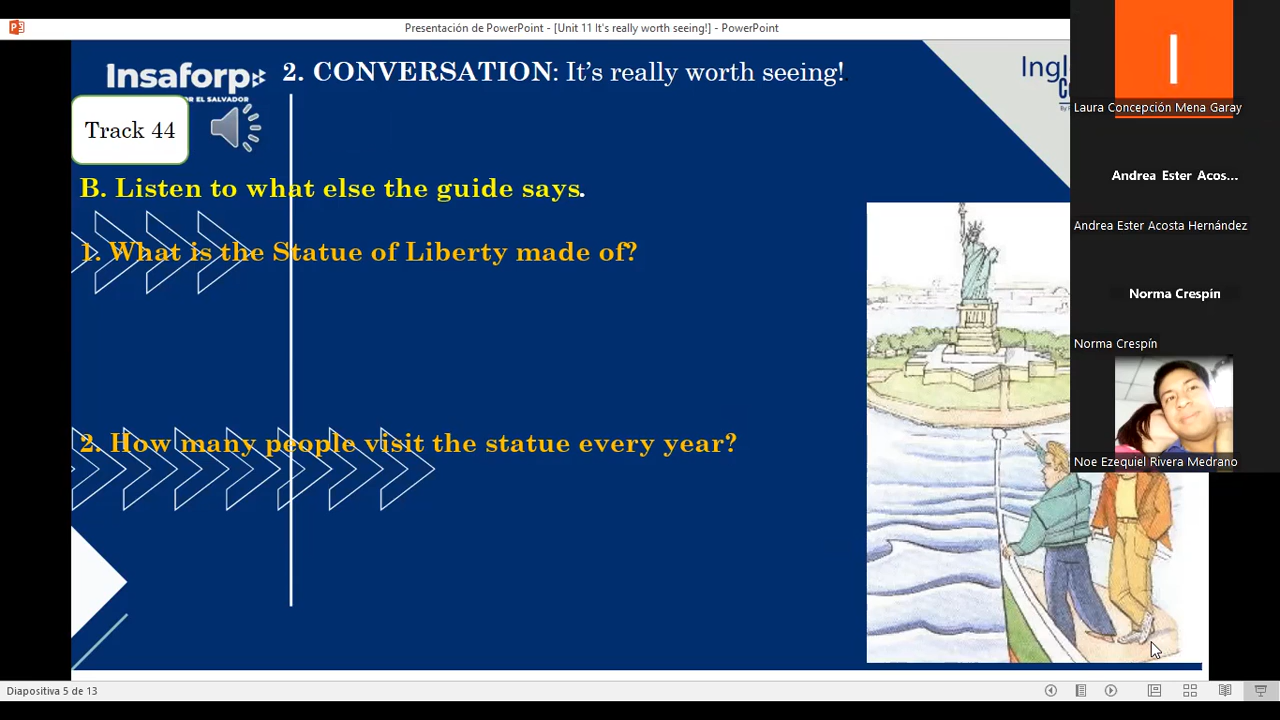 Presentación de PowerPoint - [Unit 11 It's really worth seeing!] - PowerPoint
Insaforp
POR EL SALVADOR
2. CONVERSATION: It's really worth seeing!
Track 44
B. Listen to what else the guide says.
1. What is the Statue of Liberty made of?
2. How many people visit the statue every year?
I
Laura Concepción Mena Garay
Andrea Ester Acos...
Andrea Ester Acosta Hernández
Norma Crespín
Norma Crespín
Noe Ezequiel Rivera Medrano
Diapositiva 5 de 13